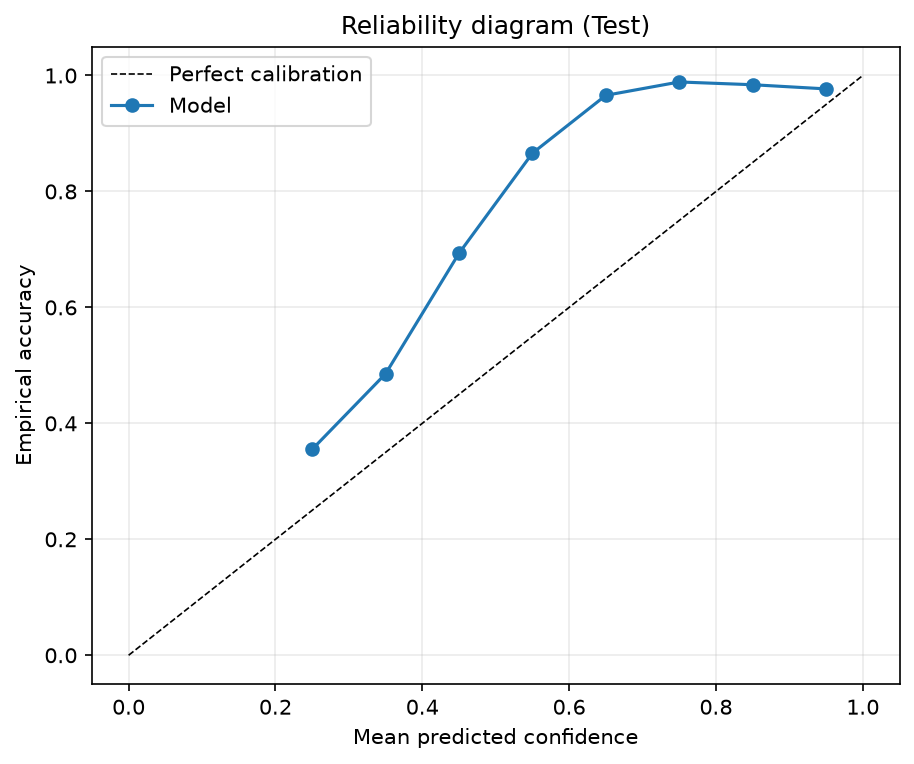 Reliability diagram (Test)
Perfect calibration
Model
1.0
0.8
0.6
0.4
0.2
0.0
Empirical accuracy
0.0 0.2 0.4 0.6 0.8 1.0
Mean predicted confidence